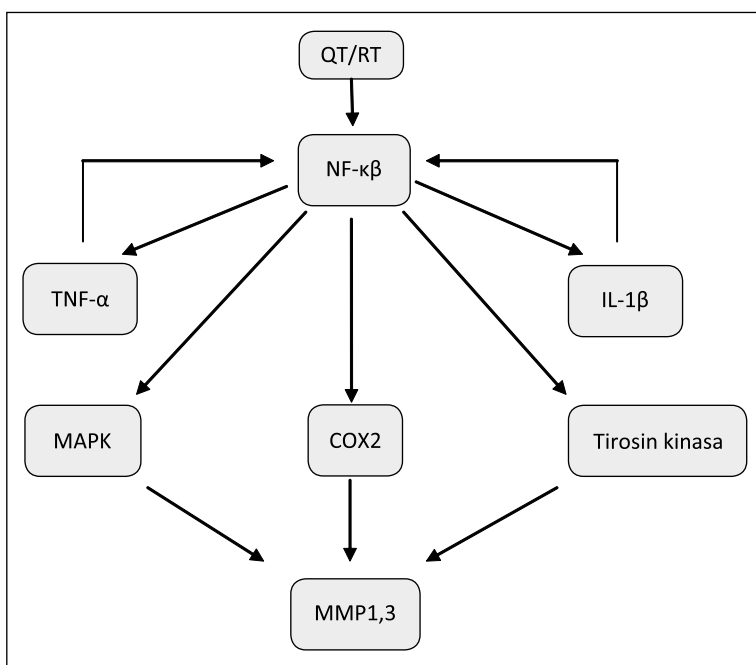 QT/RT
NF-κβ
TNF-α
IL-1β
MAPK
COX2
Tirosin kinasa
MMP1,3